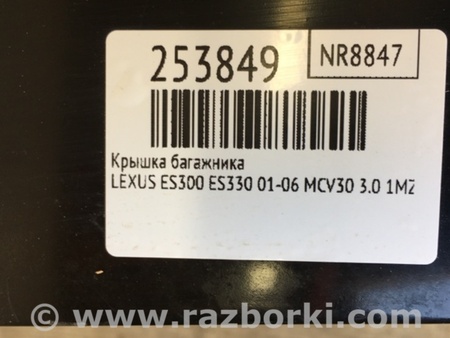 253849
NR8847
Крышка багажника
LEXUS ES300 ES330 01-06 MCV30 3.0 1MZ
© www.razborki.com